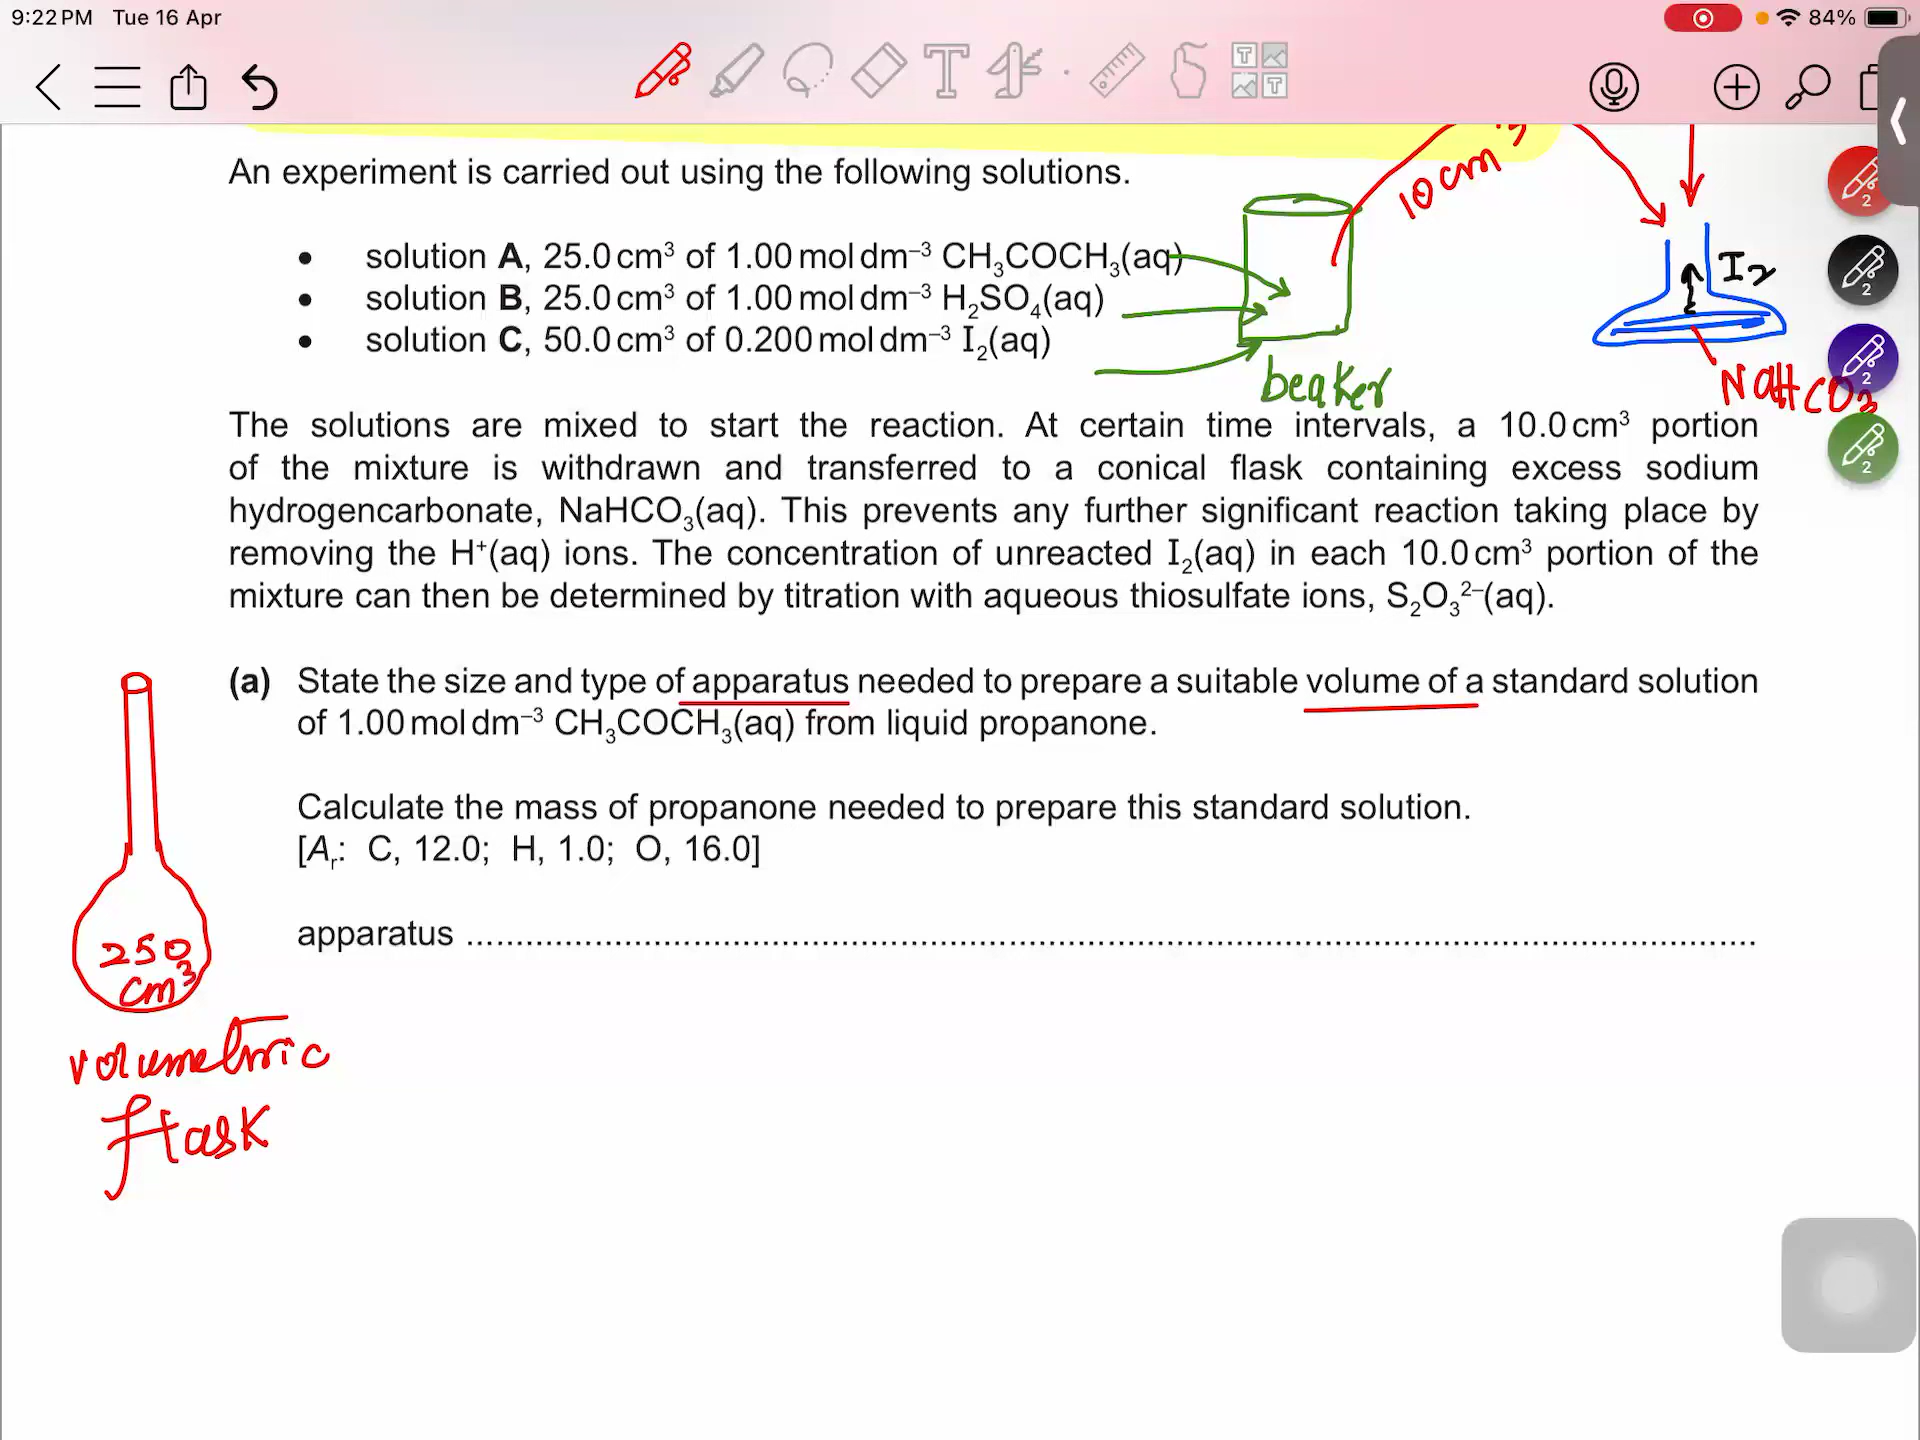 9:22 PM Tue 16 Apr
84%
An experiment is carried out using the following solutions.
10cm³
• solution A, 25.0 cm³ of 1.00 mol dm⁻³ CH₃COCH₃(aq)
I₂
• solution B, 25.0 cm³ of 1.00 mol dm⁻³ H₂SO₄(aq)
• solution C, 50.0 cm³ of 0.200 mol dm⁻³ I₂(aq)
beaker
NaHCO₃
The solutions are mixed to start the reaction. At certain time intervals, a 10.0 cm³ portion
of the mixture is withdrawn and transferred to a conical flask containing excess sodium
hydrogencarbonate, NaHCO₃(aq). This prevents any further significant reaction taking place by
removing the H⁺(aq) ions. The concentration of unreacted I₂(aq) in each 10.0 cm³ portion of the
mixture can then be determined by titration with aqueous thiosulfate ions, S₂O₃²⁻(aq).
(a) State the size and type of apparatus needed to prepare a suitable volume of a standard solution
of 1.00 mol dm⁻³ CH₃COCH₃(aq) from liquid propanone.
Calculate the mass of propanone needed to prepare this standard solution.
[Aᵣ: C, 12.0; H, 1.0; O, 16.0]
apparatus ....................................................................................................
250
cm³
volumetric
flask
2
2
2
2